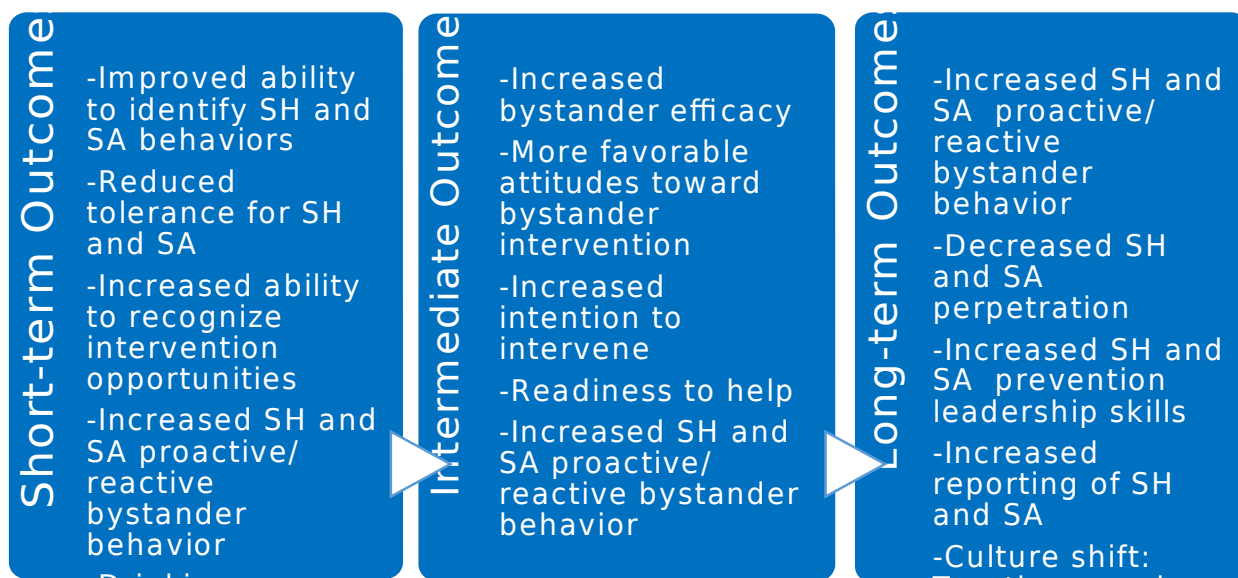 Short-term Outcome
-Improved ability
to identify SH and
SA behaviors
-Reduced
tolerance for SH
and SA
-Increased ability
to recognize
intervention
opportunities
-Increased SH and
SA proactive/
reactive
bystander
behavior
Intermediate Outcome
-Increased
bystander efficacy
-More favorable
attitudes toward
bystander
intervention
-Increased
intention to
intervene
-Readiness to help
-Increased SH and
SA proactive/
reactive bystander
behavior
Long-term Outcomes
-Increased SH and
SA proactive/
reactive
bystander
behavior
-Decreased SH
and SA
perpetration
-Increased SH and
SA prevention
leadership skills
-Increased
reporting of SH
and SA
-Culture shift: